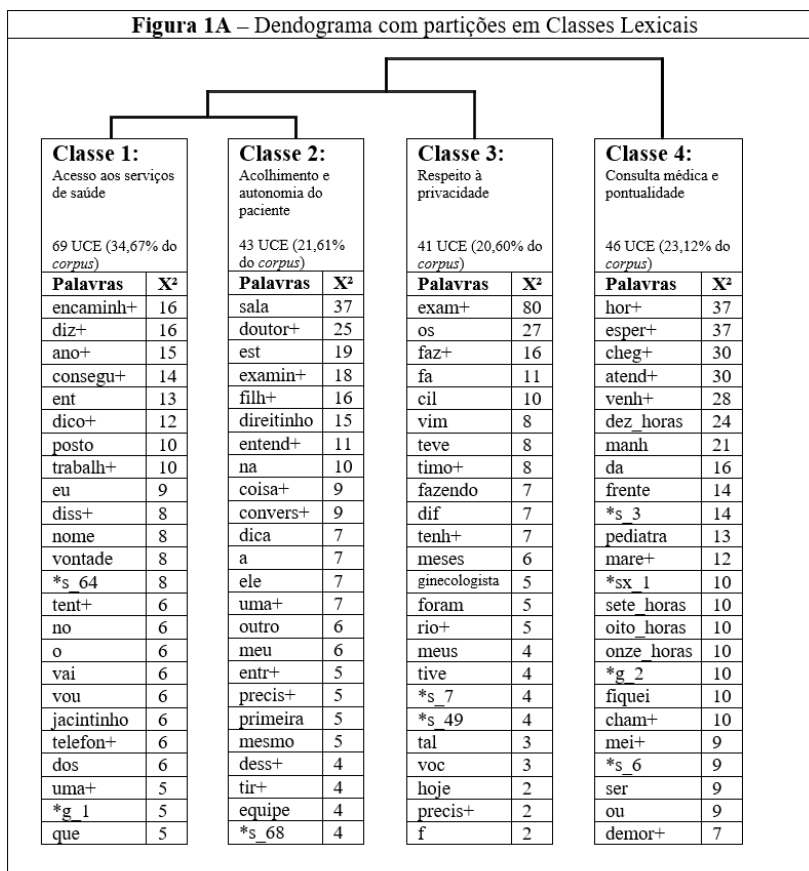 Figura 1A – Dendograma com partições em Classes Lexicais
Classe 1:
Acesso aos serviços
de saúde
69 UCE (34,67% do
corpus)
Palavras X²
encaminh+ 16
diz+ 16
ano+ 15
consegu+ 14
ent 13
dico+ 12
posto 10
trabalh+ 10
eu 9
diss+ 8
nome 8
vontade 8
*s_64 8
tent+ 6
no 6
o 6
vai 6
vou 6
jacintinho 6
telefon+ 6
dos 6
uma+ 5
*g_1 5
que 5
Classe 2:
Acolhimento e
autonomia do
paciente
43 UCE (21,61%
do corpus)
Palavras X²
sala 37
doutor+ 25
est 19
examin+ 18
filh+ 16
direitinho 15
entend+ 11
na 10
coisa+ 9
convers+ 9
dica 7
a 7
ele 7
uma+ 7
outro 6
meu 6
entr+ 5
precis+ 5
primeira 5
mesmo 5
dess+ 4
tir+ 4
equipe 4
*s_68 4
Classe 3:
Respeito à
privacidade
41 UCE (20,60% do
corpus)
Palavras X²
exam+ 80
os 27
faz+ 16
fa 11
cil 10
vim 8
teve 8
timo+ 8
fazendo 7
dif 7
tenh+ 7
meses 6
ginecologista 5
foram 5
rio+ 5
meus 4
tive 4
*s_7 4
*s_49 4
tal 3
voc 3
hoje 2
precis+ 2
f 2
Classe 4:
Consulta médica e
pontualidade
46 UCE (23,12% do
corpus)
Palavras X²
hor+ 37
esper+ 37
cheg+ 30
atend+ 30
venh+ 28
dez_horas 24
manh 21
da 16
frente 14
*s_3 14
pediatra 13
mare+ 12
*sx_1 10
sete_horas 10
oito_horas 10
onze_horas 10
*g_2 10
fiquei 10
cham+ 10
mei+ 9
*s_6 9
ser 9
ou 9
demor+ 7